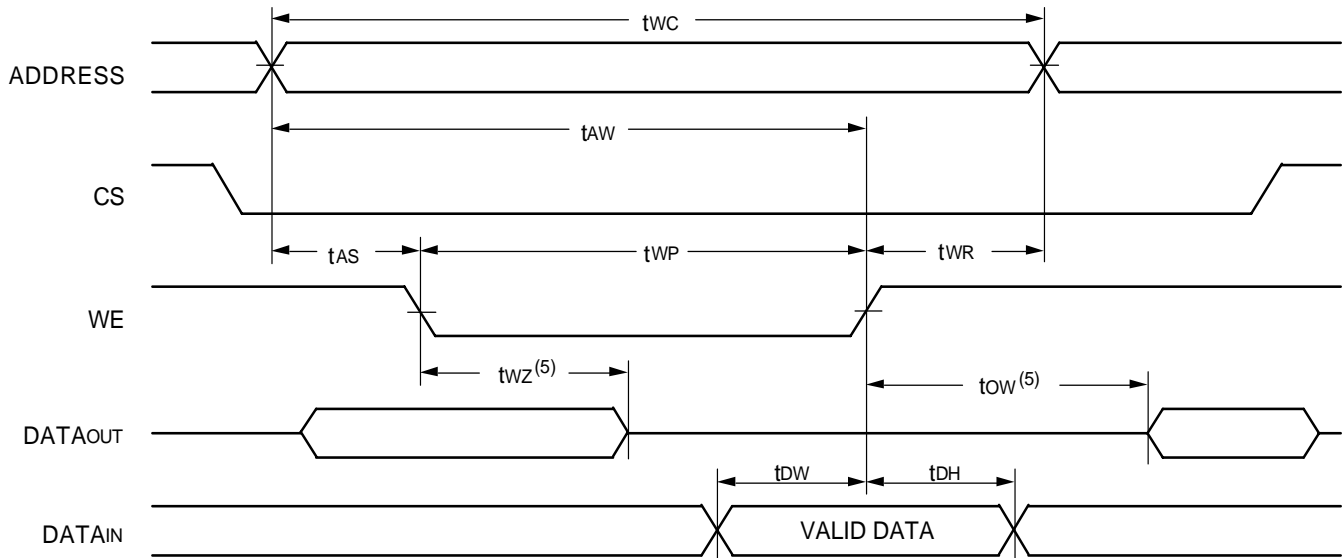 tWC
ADDRESS
tAW
CS
tAS
tWP
tWR
WE
tWZ(5)
tOW(5)
DATAOUT
tDW
tDH
DATAIN
VALID DATA